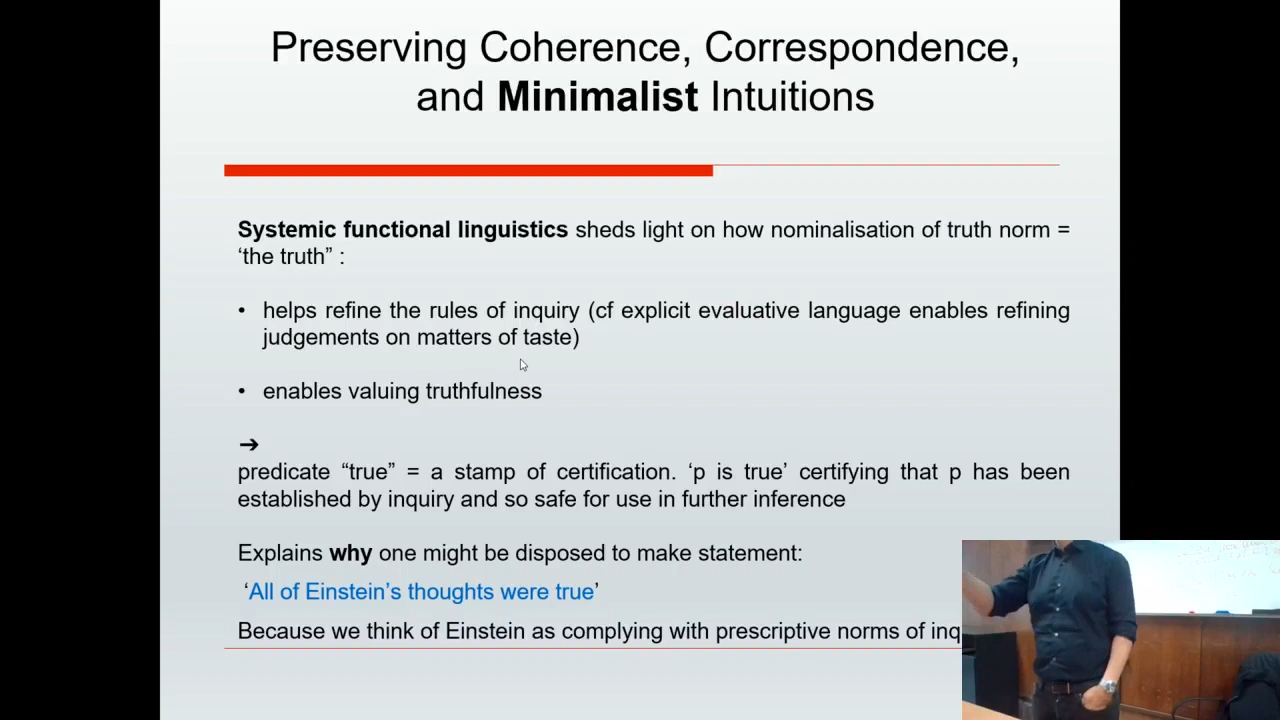 Preserving Coherence, Correspondence,
and Minimalist Intuitions
Systemic functional linguistics sheds light on how nominalisation of truth norm =
‘the truth” :
• helps refine the rules of inquiry (cf explicit evaluative language enables refining
judgements on matters of taste)
• enables valuing truthfulness
➔
predicate “true” = a stamp of certification. ‘p is true’ certifying that p has been
established by inquiry and so safe for use in further inference
Explains why one might be disposed to make statement:
‘All of Einstein’s thoughts were true’
Because we think of Einstein as complying with prescriptive norms of inq